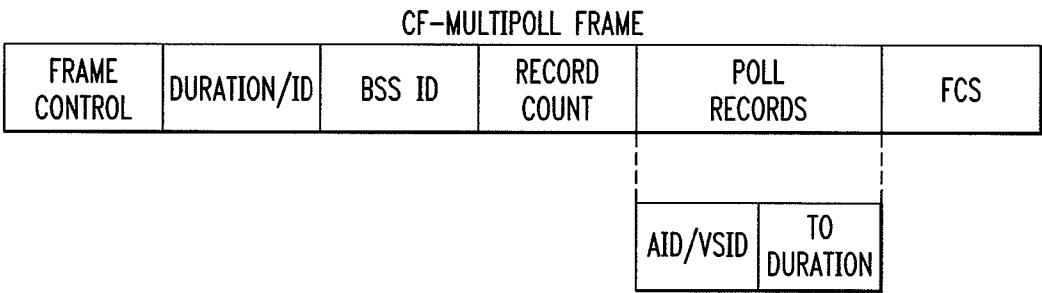 CF-MULTIPOLL FRAME
FRAME
CONTROL
DURATION/ID
BSS ID
RECORD
COUNT
POLL
RECORDS
FCS
AID/VSID
TO
DURATION